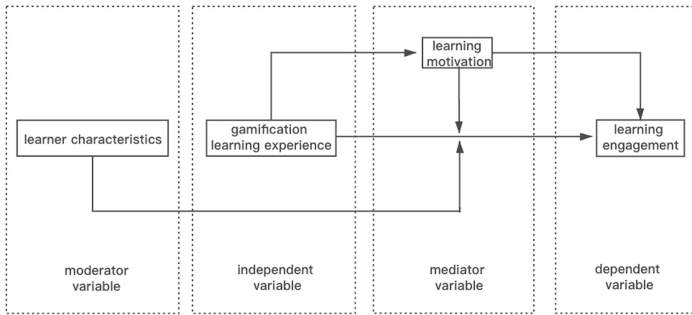 learning
motivation
learner characteristics
gamification
learning experience
learning
engagement
moderator
variable
independent
variable
mediator
variable
dependent
variable